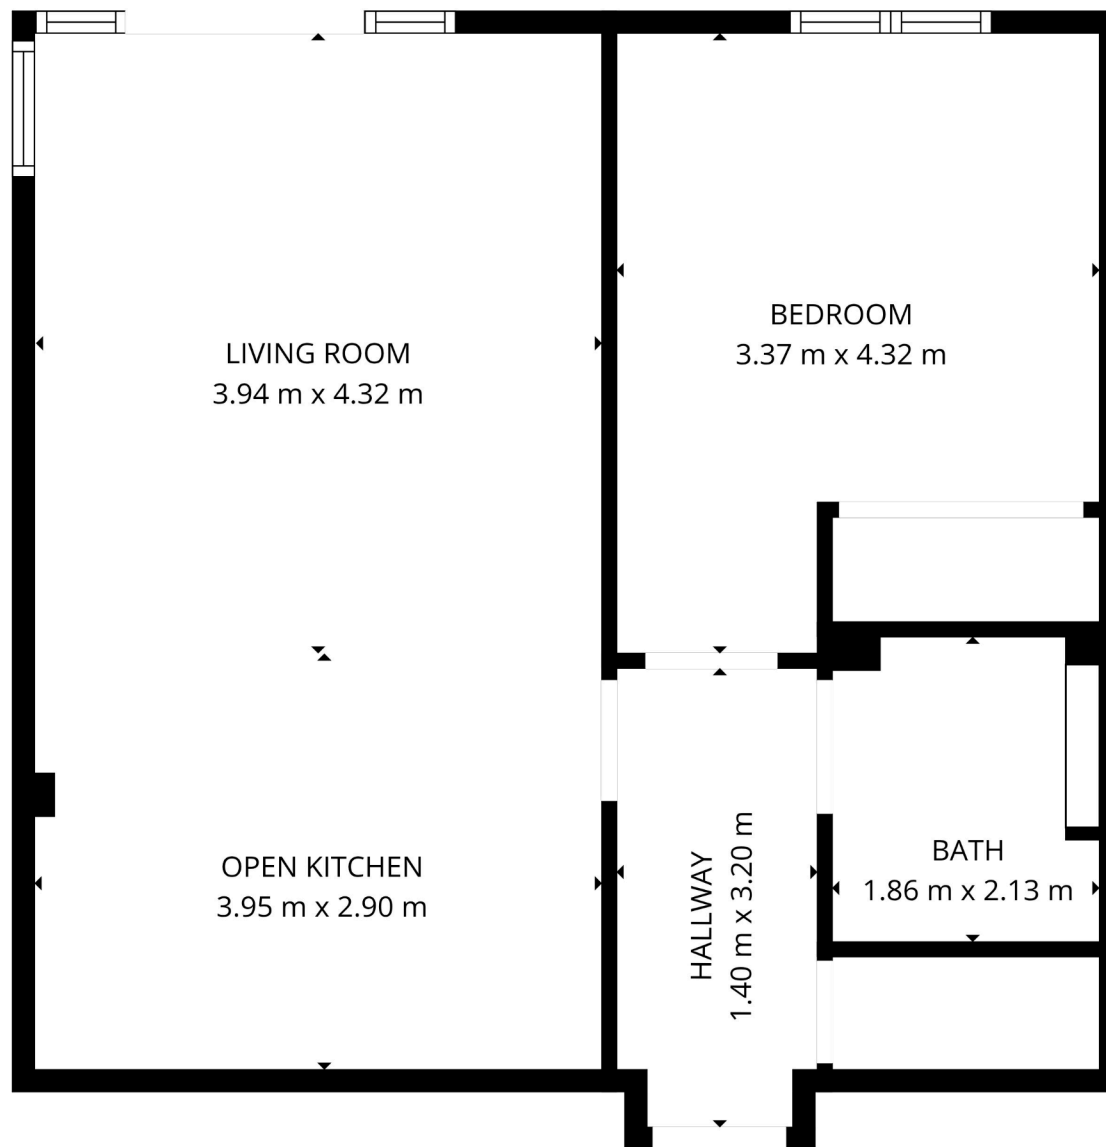 LIVING ROOM
3.94 m x 4.32 m
BEDROOM
3.37 m x 4.32 m
OPEN KITCHEN
3.95 m x 2.90 m
HALLWAY
1.40 m x 3.20 m
BATH
1.86 m x 2.13 m